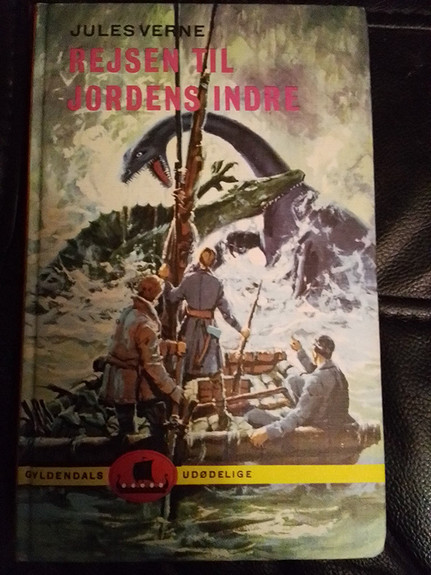 JULES VERNE
REJSEN TIL
JORDENS INDRE
GYLDENDALS UDØDELIGE